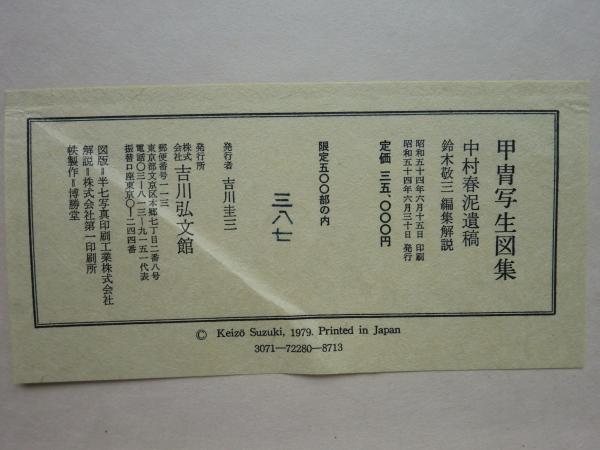 甲冑写生図集
中村春泥遺稿
鈴木敬三 編集解説
昭和五十四年六月十五日 印刷
昭和五十四年六月三十日 発行
定価 三五、〇〇〇円
限定五〇〇部の内
三八七
発行者 吉川圭三
発行所
株式会社 吉川弘文館
郵便番号一一三
東京都文京区本郷七丁目二番八号
電話〇三―八一三―九一五一代表
振替口座東京〇―二四四番
図版＝半七写真印刷工業株式会社
解説＝株式会社第一印刷所
帙製作＝博勝堂
© Keizō Suzuki, 1979. Printed in Japan
3071―72280―8713